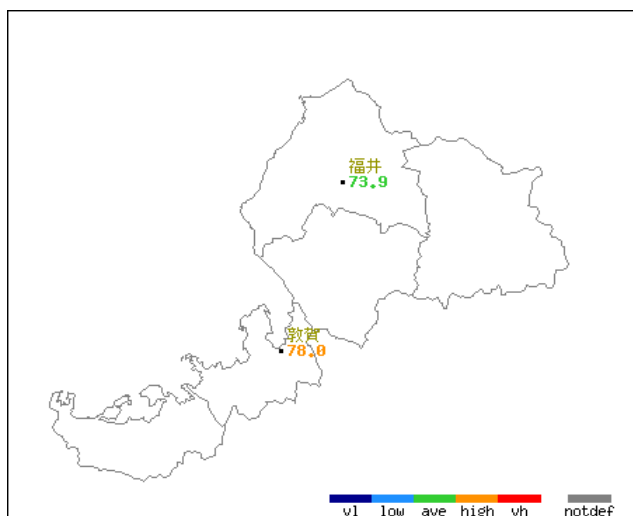 福井
73.9
敦賀
78.0
vl low ave high vh notdef